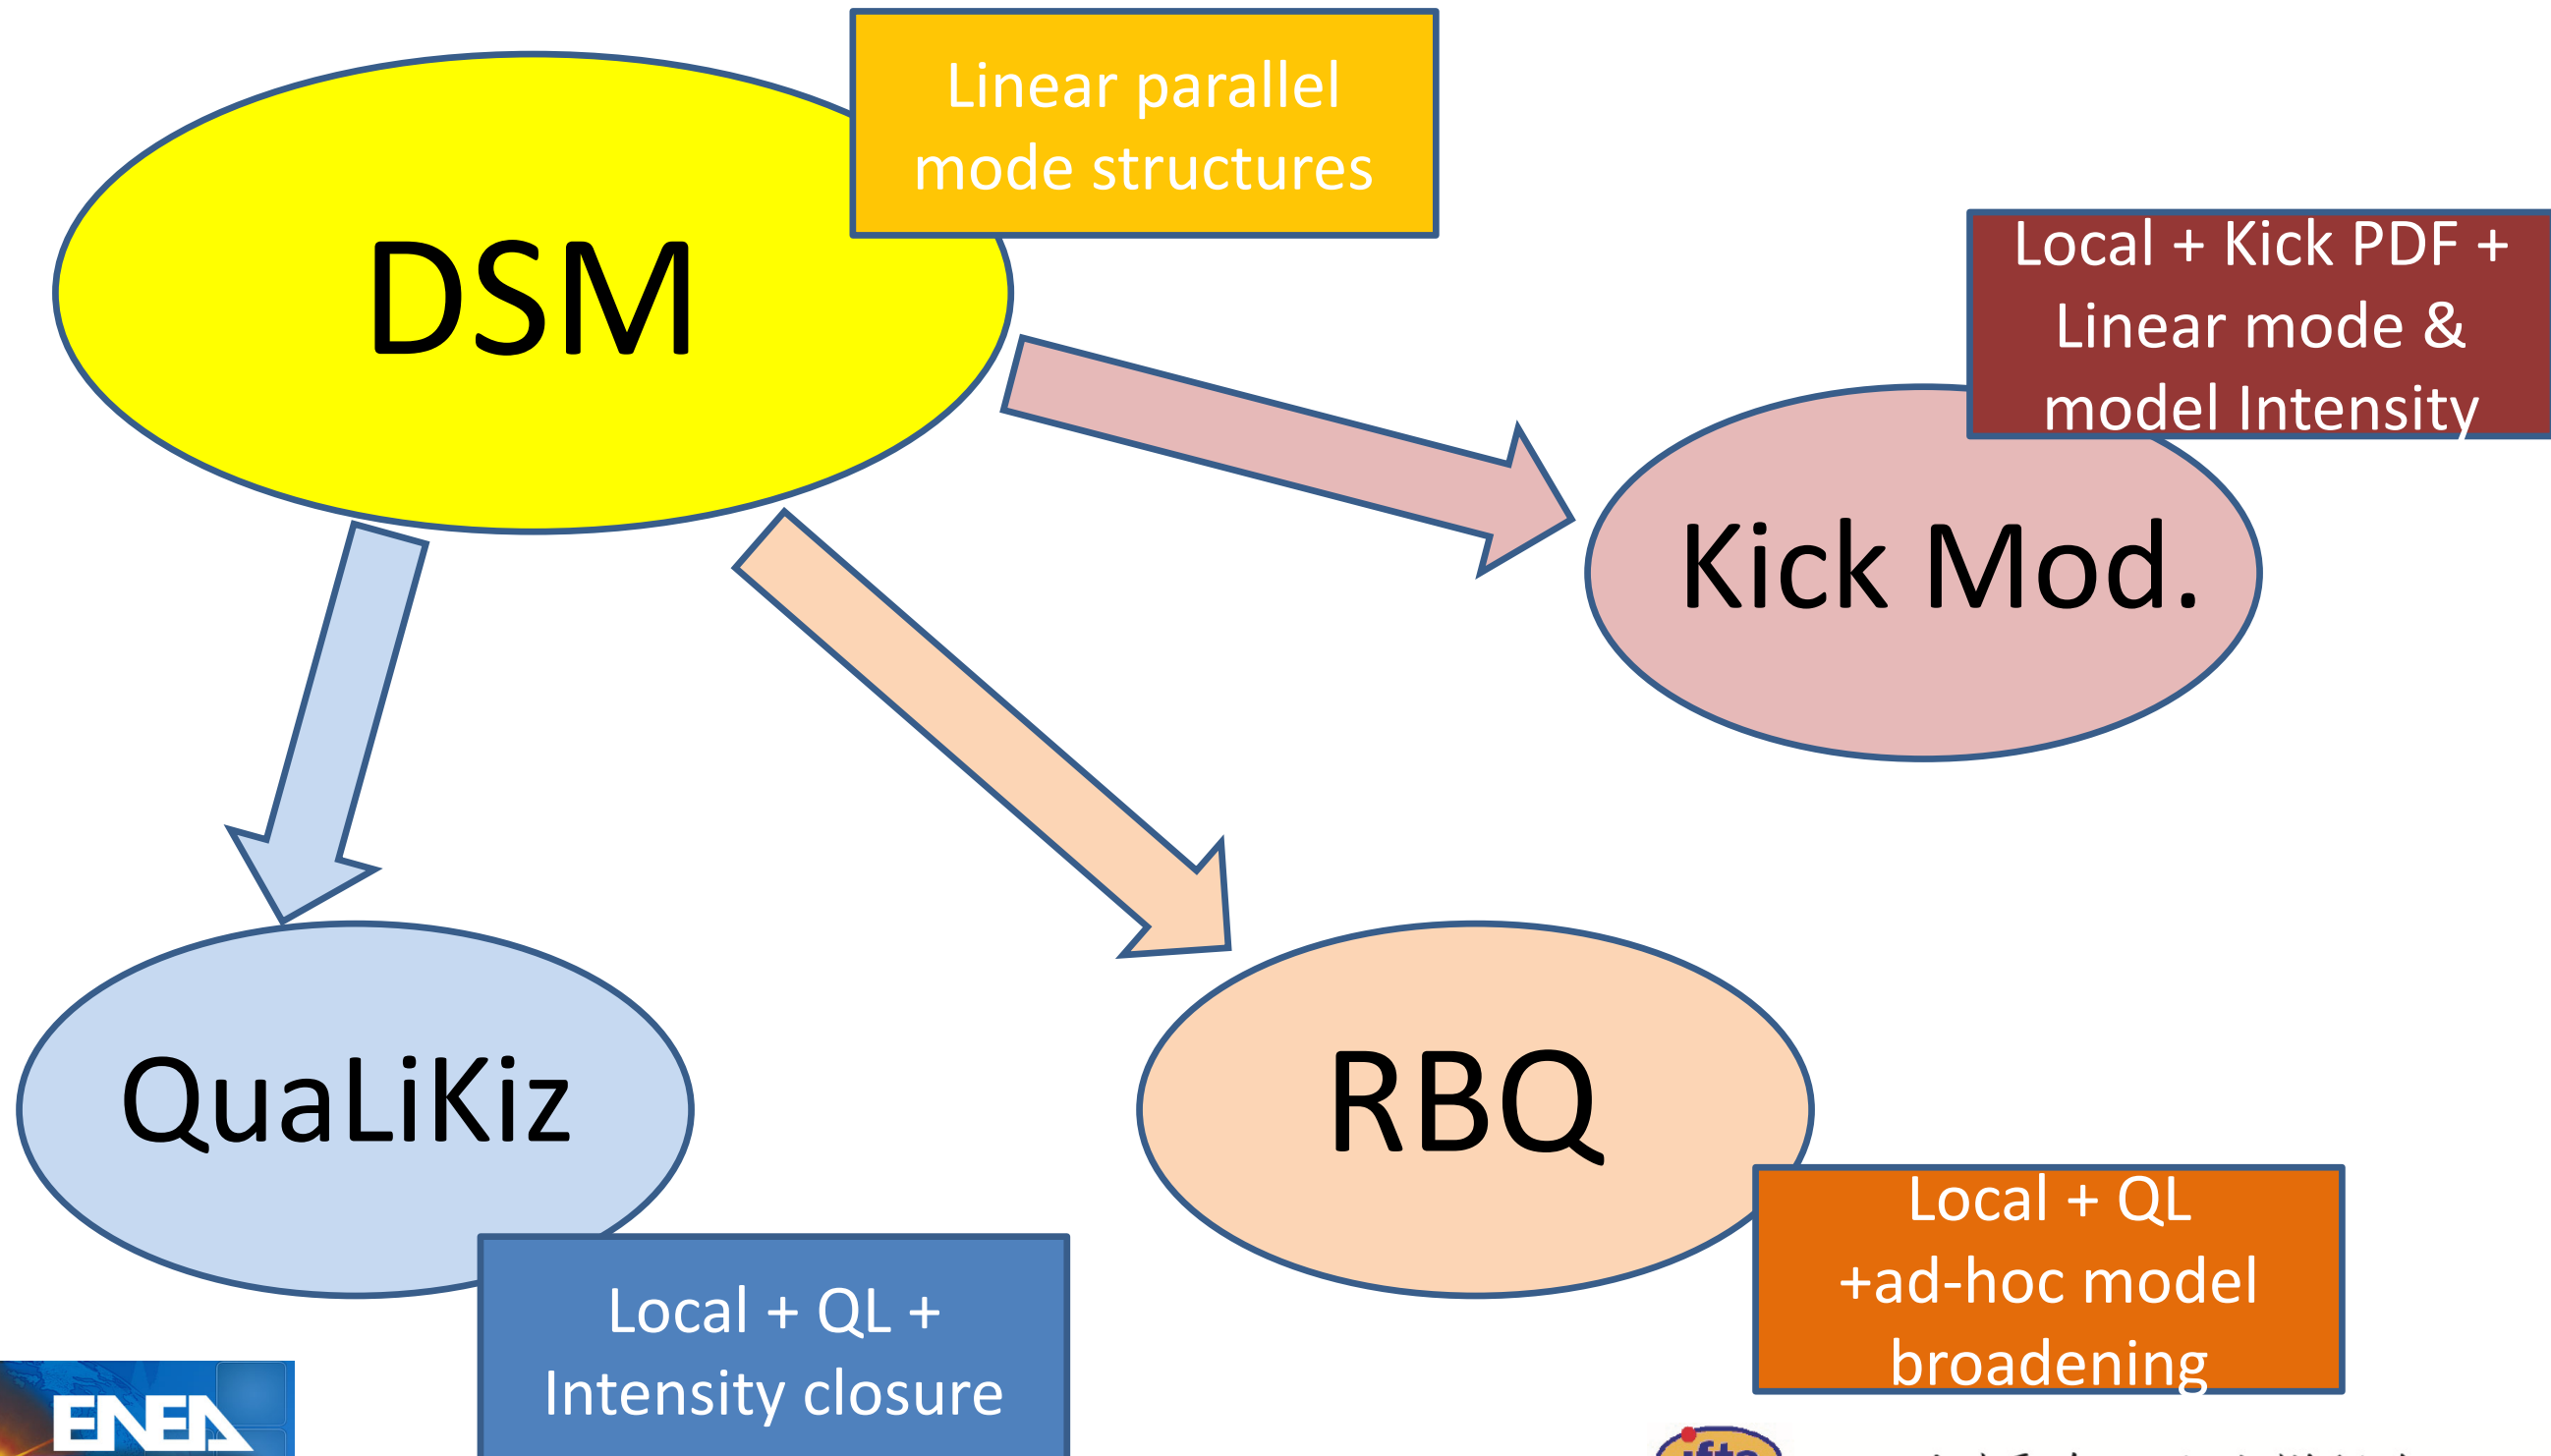 Linear parallel
mode structures
DSM
Local + Kick PDF +
Linear mode &
model Intensity
Kick Mod.
QuaLiKiz
RBQ
Local + QL
+ad-hoc model
broadening
Local + QL +
Intensity closure
ENEA
ifts